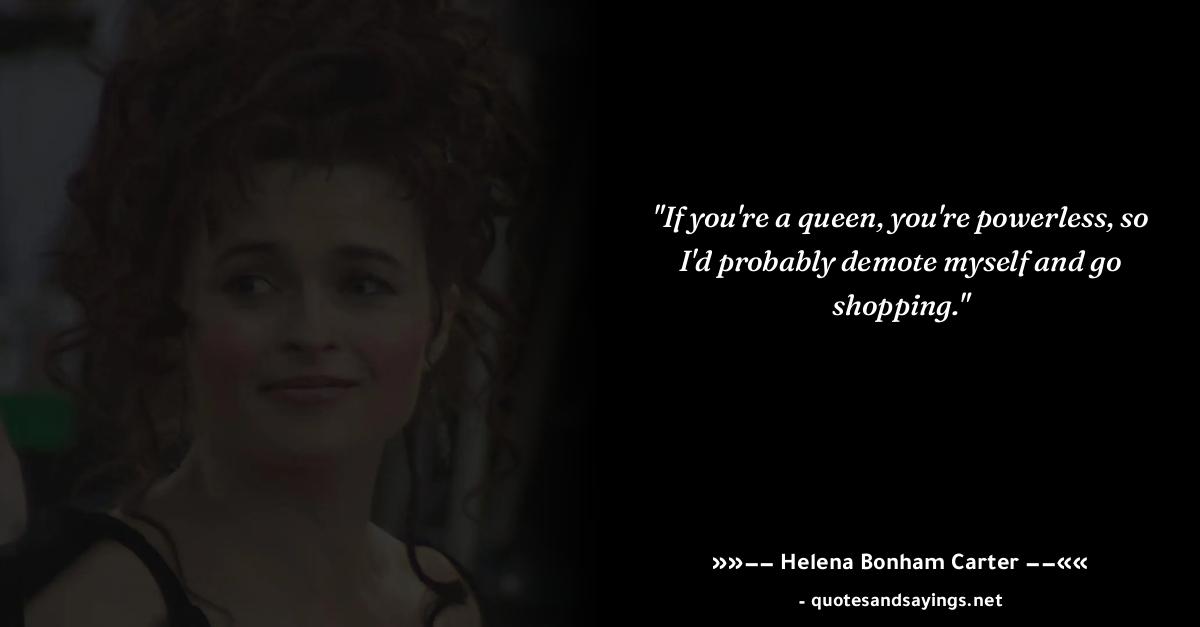 "If you're a queen, you're powerless, so
I'd probably demote myself and go
shopping."
»»−− Helena Bonham Carter −−««
- quotesandsayings.net